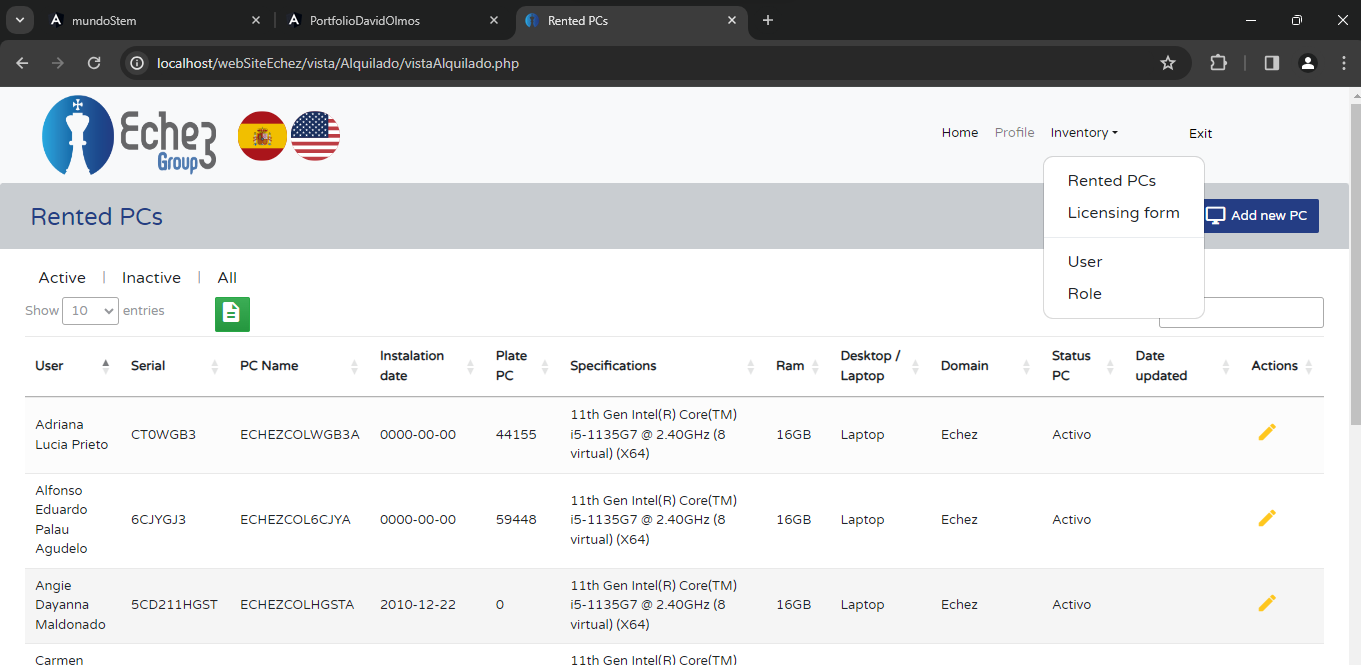 mundoStem
PortfolioDavidOlmos
Rented PCs
localhost/webSiteEchez/vista/Alquilado/vistaAlquilado.php
Echez
Group
Home Profile Inventory Exit
Rented PCs
Licensing form
User
Role
Rented PCs
Add new PC
Active | Inactive | All
Show 10 entries
User Serial PC Name Instalation date Plate PC Specifications Ram Desktop / Laptop Domain Status PC Date updated Actions
Adriana Lucia Prieto CT0WGB3 ECHEZCOLWGB3A 0000-00-00 44155 11th Gen Intel(R) Core(TM) i5-1135G7 @ 2.40GHz (8 virtual) (X64) 16GB Laptop Echez Activo
Alfonso Eduardo Palau Agudelo 6CJYGJ3 ECHEZCOL6CJYA 0000-00-00 59448 11th Gen Intel(R) Core(TM) i5-1135G7 @ 2.40GHz (8 virtual) (X64) 16GB Laptop Echez Activo
Angie Dayanna Maldonado 5CD211HGST ECHEZCOLHGSTA 2010-12-22 0 11th Gen Intel(R) Core(TM) i5-1135G7 @ 2.40GHz (8 virtual) (X64) 16GB Laptop Echez Activo
Carmen 11th Gen Intel(R) Core(TM)